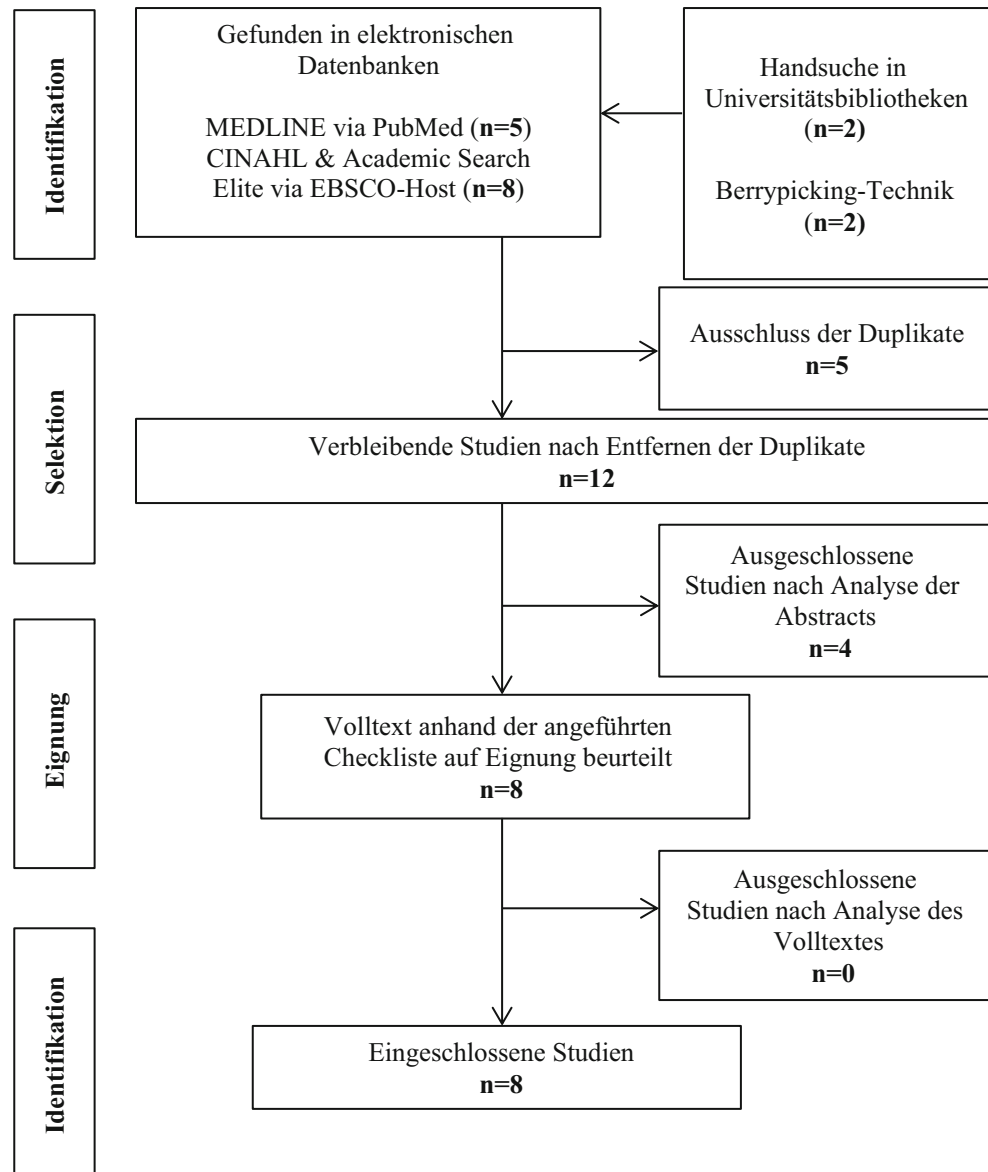 Identifikation
Gefunden in elektronischen
Datenbanken
MEDLINE via PubMed (n=5)
CINAHL & Academic Search
Elite via EBSCO-Host (n=8)
Handsuche in
Universitätsbibliotheken
(n=2)
Berrypicking-Technik
(n=2)
Selektion
Ausschluss der Duplikate
n=5
Verbleibende Studien nach Entfernen der Duplikate
n=12
Ausgeschlossene
Studien nach Analyse der
Abstracts
n=4
Eignung
Volltext anhand der angeführten
Checkliste auf Eignung beurteilt
n=8
Ausgeschlossene
Studien nach Analyse des
Volltextes
n=0
Identifikation
Eingeschlossene Studien
n=8